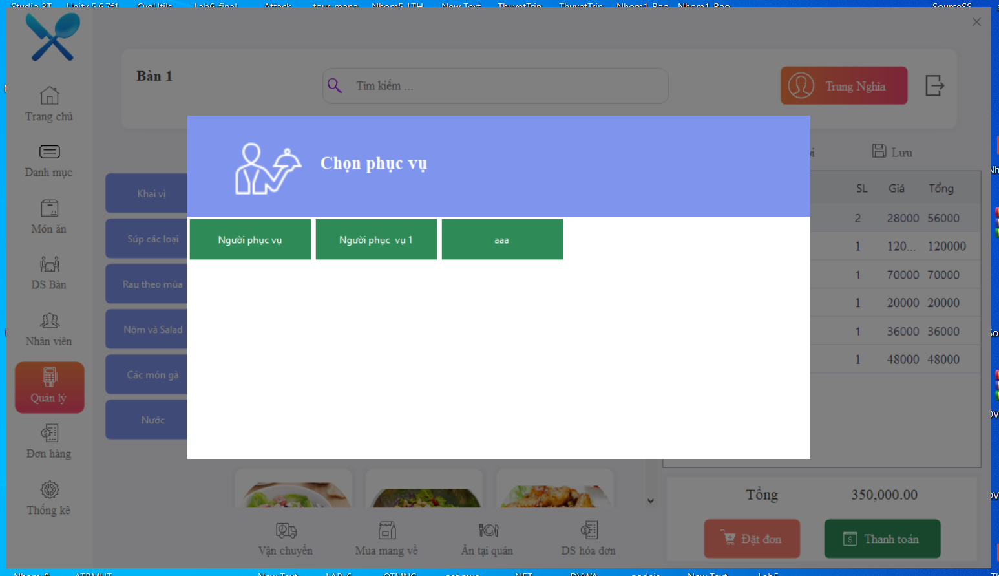 Studio 3T Unity 5.6.7f1 CygUtils Lab6_final Attack tour-mana... Nhom5_LTH New Text ThuyetTrin... ThuyetTrin... Nhom1_Bao... Nhom1_Bao... SourceSS
Bàn 1
Tìm kiếm ...
Trung Nghĩa
Trang chủ
Danh mục
Món ăn
DS Bàn
Nhân viên
Quản lý
Đơn hàng
Thống kê
Lưu
Chọn phục vụ
Người phục vụ
Người phục vụ 1
aaa
Khai vị
Súp các loại
Rau theo mùa
Nộm và Salad
Các món gà
Nước
SL Giá Tổng
2 28000 56000
1 120... 120000
1 70000 70000
1 20000 20000
1 36000 36000
1 48000 48000
Tổng 350,000.00
Đặt đơn
Thanh toán
Vận chuyển
Mua mang về
Ăn tại quán
DS hóa đơn
New Text